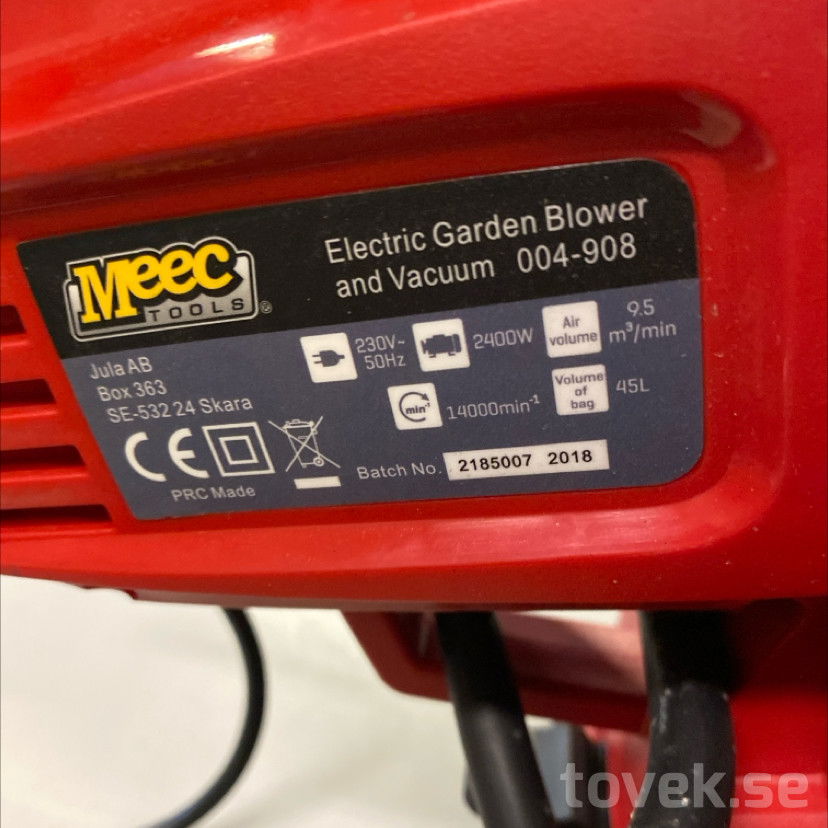 Meec
TOOLS®
Electric Garden Blower
and Vacuum 004-908
Jula AB
Box 363
SE-532 24 Skara
230V~
50Hz
2400W
Air
volume
9.5
m³/min
min⁻¹
14000min⁻¹
Volume
of
bag
45L
CE
PRC Made
Batch No. 2185007 2018
tovek.se